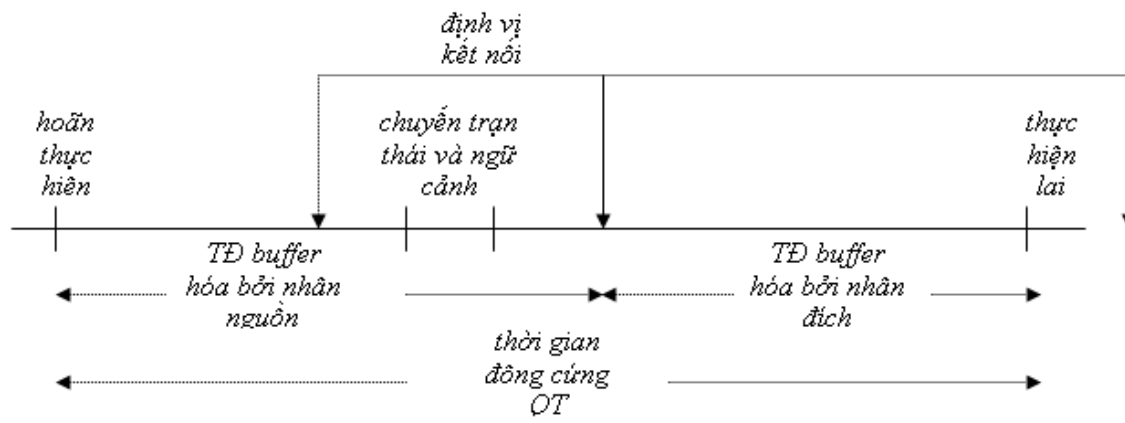 định vị
kết nối
hoãn
thực
hiên
chuyển trạn
thái và ngữ
cảnh
thực
hiện
lai
TĐ buffer
hóa bởi nhân
nguồn
TĐ buffer
hóa bởi nhân
đích
thời gian
đông cứng
QT